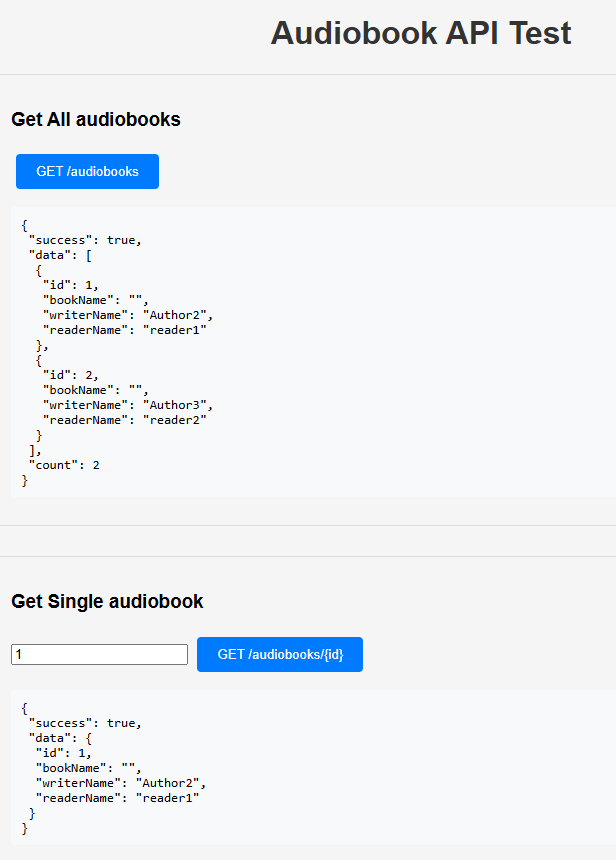 Audiobook API Test
Get All audiobooks
GET /audiobooks
{
 "success": true,
 "data": [
  {
   "id": 1,
   "bookName": "",
   "writerName": "Author2",
   "readerName": "reader1"
  },
  {
   "id": 2,
   "bookName": "",
   "writerName": "Author3",
   "readerName": "reader2"
  }
 ],
 "count": 2
}
Get Single audiobook
1 GET /audiobooks/{id}
{
 "success": true,
 "data": {
  "id": 1,
  "bookName": "",
  "writerName": "Author2",
  "readerName": "reader1"
 }
}